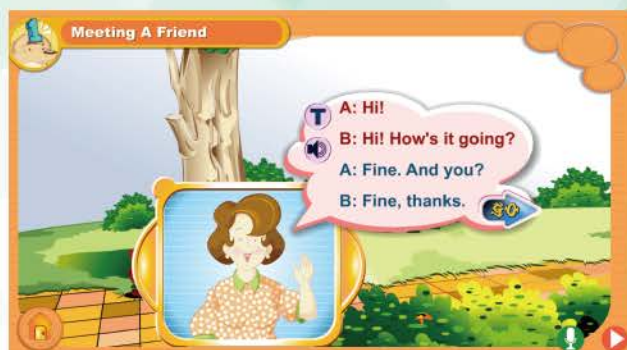 1
Meeting A Friend
T
A: Hi!
B: Hi! How's it going?
A: Fine. And you?
B: Fine, thanks.
GO